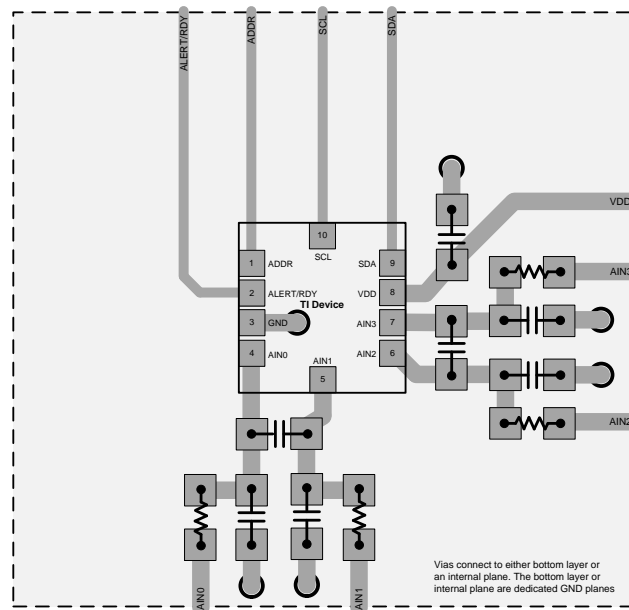 ALERT/RDY
ADDR
SCL
SDA
VDD
10
SCL
1
ADDR
SDA
9
2
ALERT/RDY
VDD
8
TI Device
3
GND
AIN3
7
4
AIN0
AIN1
AIN2
6
5
AIN3
AIN2
AIN0
AIN1
Vias connect to either bottom layer or
an internal plane. The bottom layer or
internal plane are dedicated GND planes